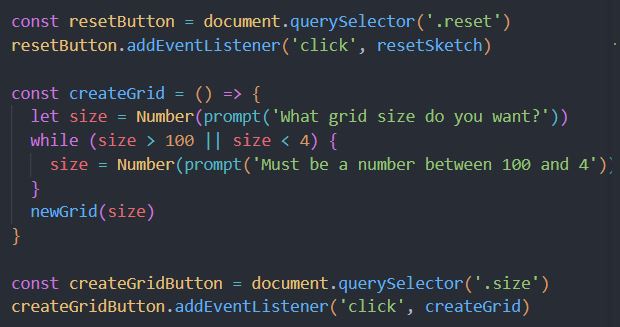 const resetButton = document.querySelector('.reset')
resetButton.addEventListener('click', resetSketch)

const createGrid = () => {
  let size = Number(prompt('What grid size do you want?'))
  while (size > 100 || size < 4) {
    size = Number(prompt('Must be a number between 100 and 4'))
  }
  newGrid(size)
}

const createGridButton = document.querySelector('.size')
createGridButton.addEventListener('click', createGrid)